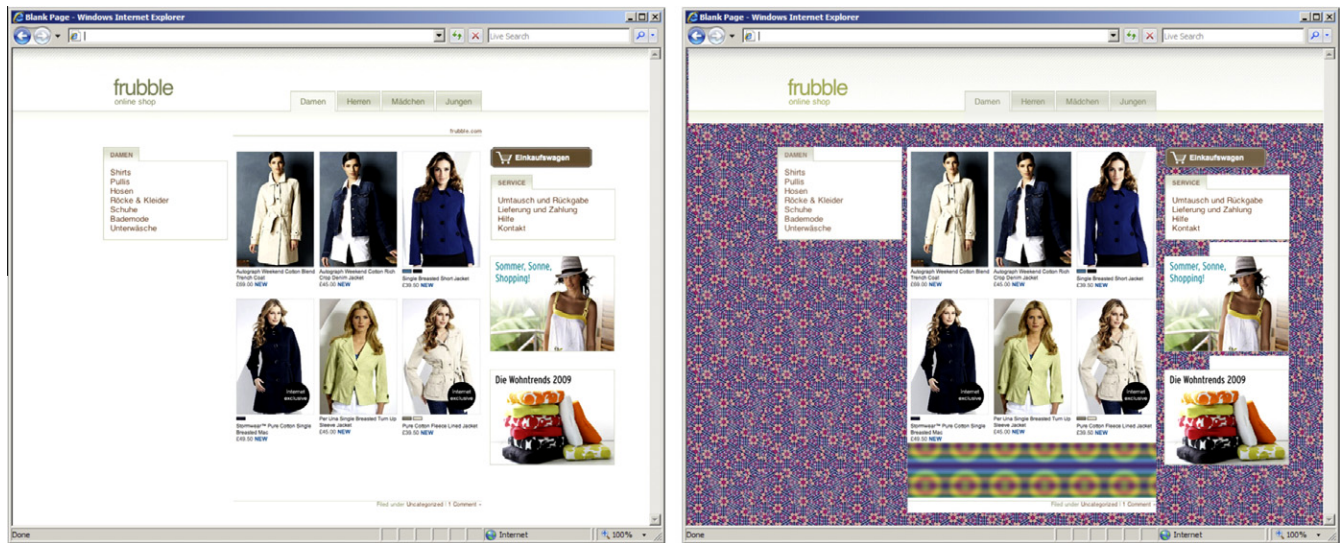 Blank Page - Windows Internet Explorer
Live Search
frubble
online shop
Damen Herren Mädchen Jungen
frubble.com
DAMEN
Shirts
Pullis
Hosen
Röcke & Kleider
Schuhe
Bademode
Unterwäsche
Autograph Weekend Cotton Blend
Trench Coat
£69.00 NEW
Autograph Weekend Cotton Rich
Crop Denim Jacket
£45.00 NEW
Single Breasted Short Jacket
£39.50 NEW
Internet
exclusive
Stormwear™ Pure Cotton Single
Breasted Mac
£49.50 NEW
Per Una Single Breasted Turn Up
Sleeve Jacket
£45.00 NEW
Internet
exclusive
Pure Cotton Fleece Lined Jacket
£39.50 NEW
Filed under Uncategorized | 1 Comment »
Einkaufswagen
SERVICE
Umtausch und Rückgabe
Lieferung und Zahlung
Hilfe
Kontakt
Sommer, Sonne,
Shopping!
Die Wohntrends 2009
Done
Internet
100%
Blank Page - Windows Internet Explorer
Live Search
frubble
online shop
Damen Herren Mädchen Jungen
DAMEN
Shirts
Pullis
Hosen
Röcke & Kleider
Schuhe
Bademode
Unterwäsche
Autograph Weekend Cotton Blend
Trench Coat
£69.00 NEW
Autograph Weekend Cotton Rich
Crop Denim Jacket
£45.00 NEW
Single Breasted Short Jacket
£39.50 NEW
Internet
exclusive
Stormwear™ Pure Cotton Single
Breasted Mac
£49.50 NEW
Per Una Single Breasted Turn Up
Sleeve Jacket
£45.00 NEW
Internet
exclusive
Pure Cotton Fleece Lined Jacket
£39.50 NEW
Filed under Uncategorized | 1 Comment »
Einkaufswagen
SERVICE
Umtausch und Rückgabe
Lieferung und Zahlung
Hilfe
Kontakt
Sommer, Sonne,
Shopping!
Die Wohntrends 2009
Done
Internet
100%